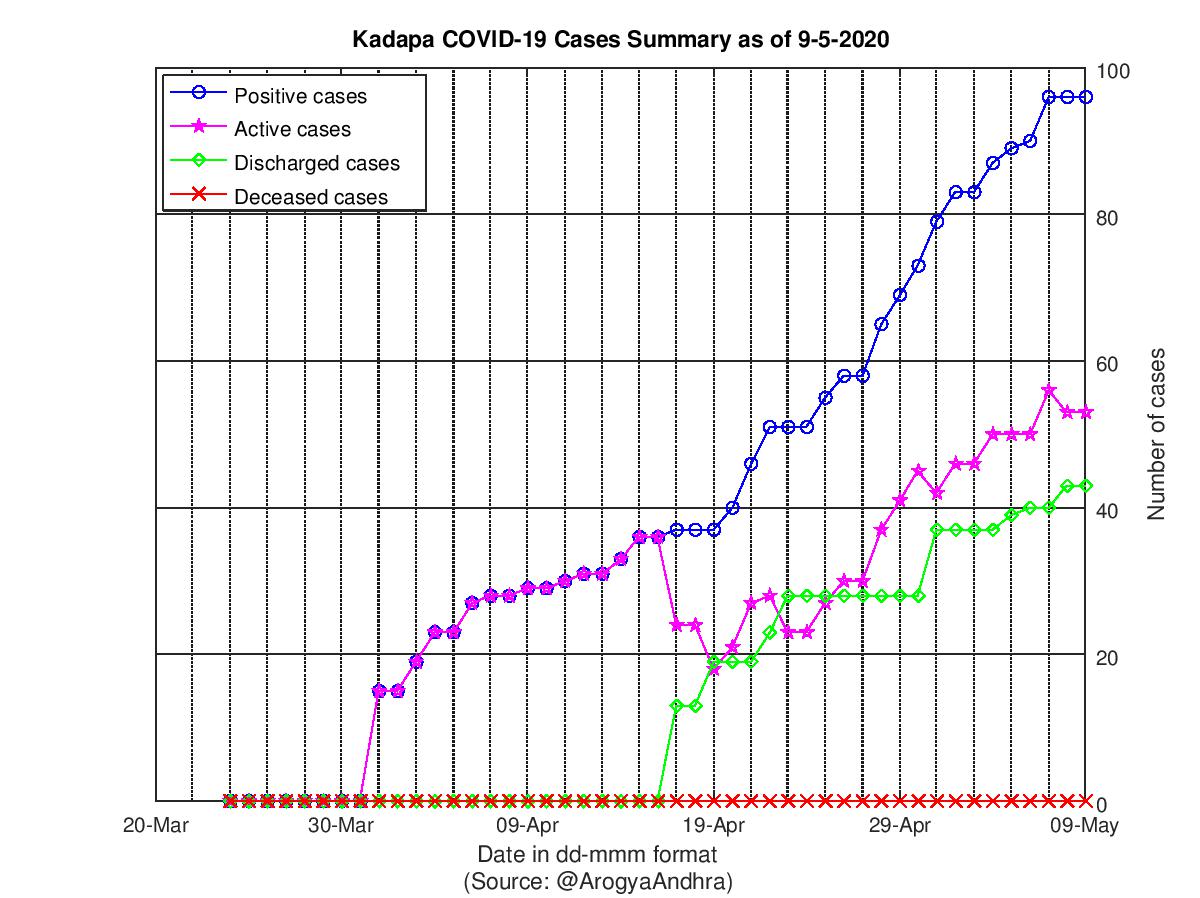 Kadapa COVID-19 Cases Summary as of 9-5-2020
Positive cases
Active cases
Discharged cases
Deceased cases
100
80
60
40
20
0
Number of cases
20-Mar
30-Mar
09-Apr
19-Apr
29-Apr
09-May
Date in dd-mmm format
(Source: @ArogyaAndhra)